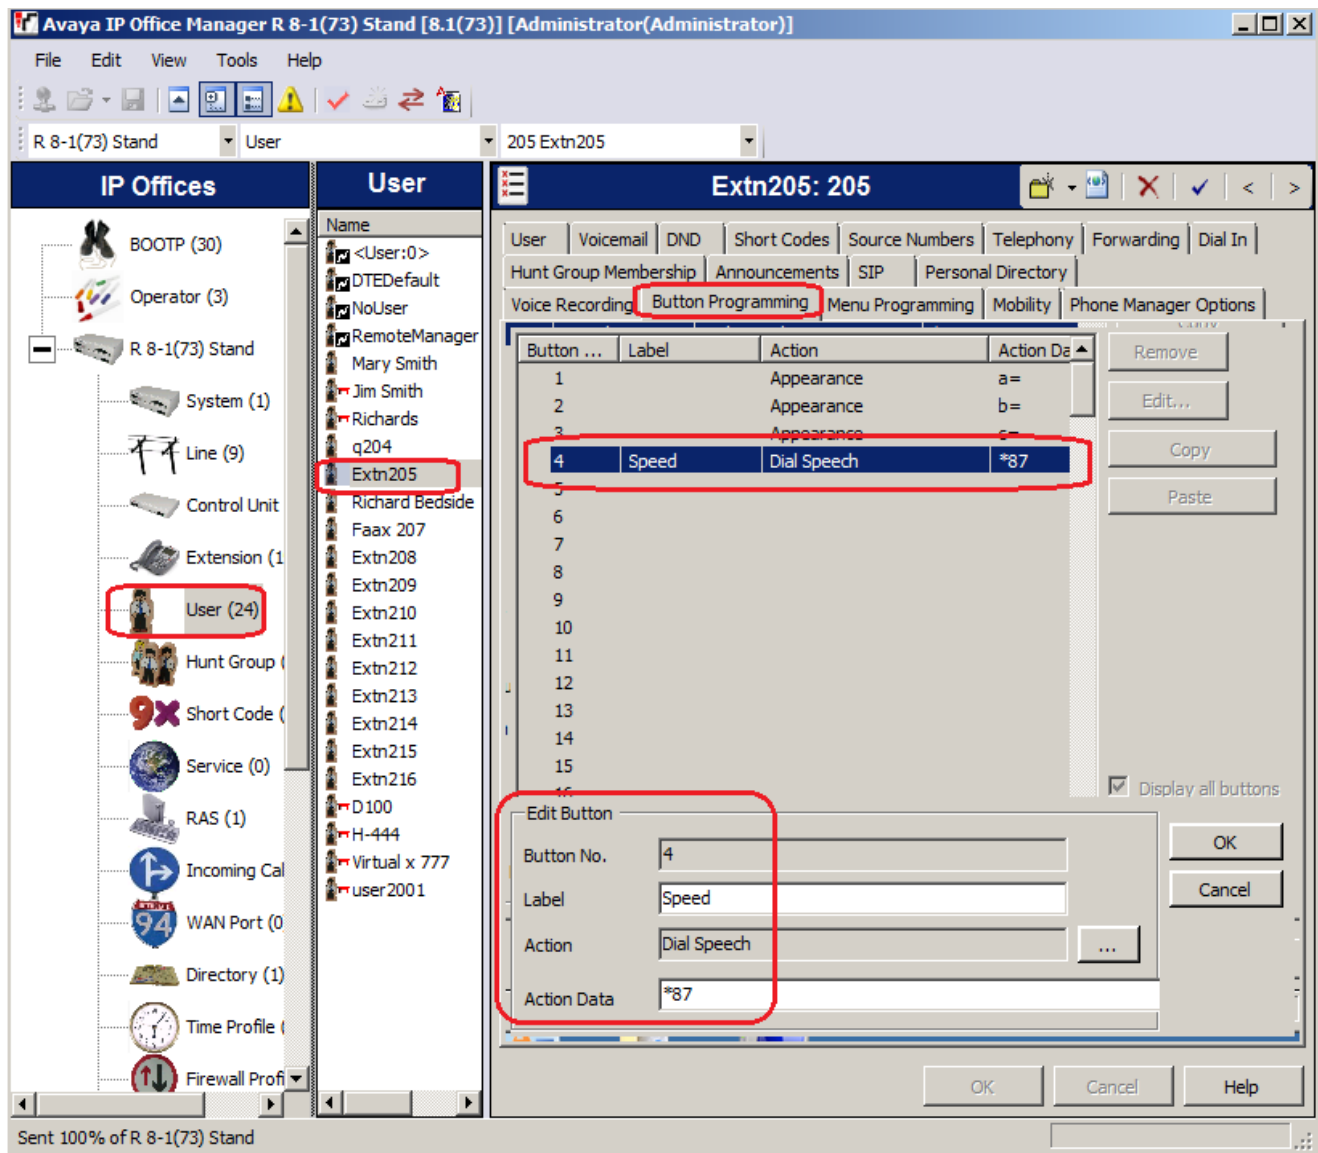 Avaya IP Office Manager R 8-1(73) Stand [8.1(73)] [Administrator(Administrator)]
File Edit View Tools Help
R 8-1(73) Stand User 205 Extn205
IP Offices
BOOTP (30)
Operator (3)
R 8-1(73) Stand
System (1)
Line (9)
Control Unit
Extension (1
User (24)
Hunt Group (
9X Short Code (
Service (0)
RAS (1)
Incoming Cal
94 WAN Port (0
Directory (1)
Time Profile (
Firewall Profi
User
Name
<User:0>
DTEDefault
NoUser
RemoteManager
Mary Smith
Jim Smith
Richards
q204
Extn205
Richard Bedside
Faax 207
Extn208
Extn209
Extn210
Extn211
Extn212
Extn213
Extn214
Extn215
Extn216
D100
H-444
Virtual x 777
user2001
Extn205: 205
< >
User Voicemail DND Short Codes Source Numbers Telephony Forwarding Dial In
Hunt Group Membership Announcements SIP Personal Directory
Voice Recording Button Programming Menu Programming Mobility Phone Manager Options
Button ... Label Action Action Da
1 Appearance a=
2 Appearance b=
3 Appearance c=
4 Speed Dial Speech *87
5
6
7
8
9
10
11
12
13
14
15
16
Remove
Edit...
Copy
Paste
Display all buttons
Edit Button
Button No. 4
Label Speed
Action Dial Speech ...
Action Data *87
OK
Cancel
OK Cancel Help
Sent 100% of R 8-1(73) Stand